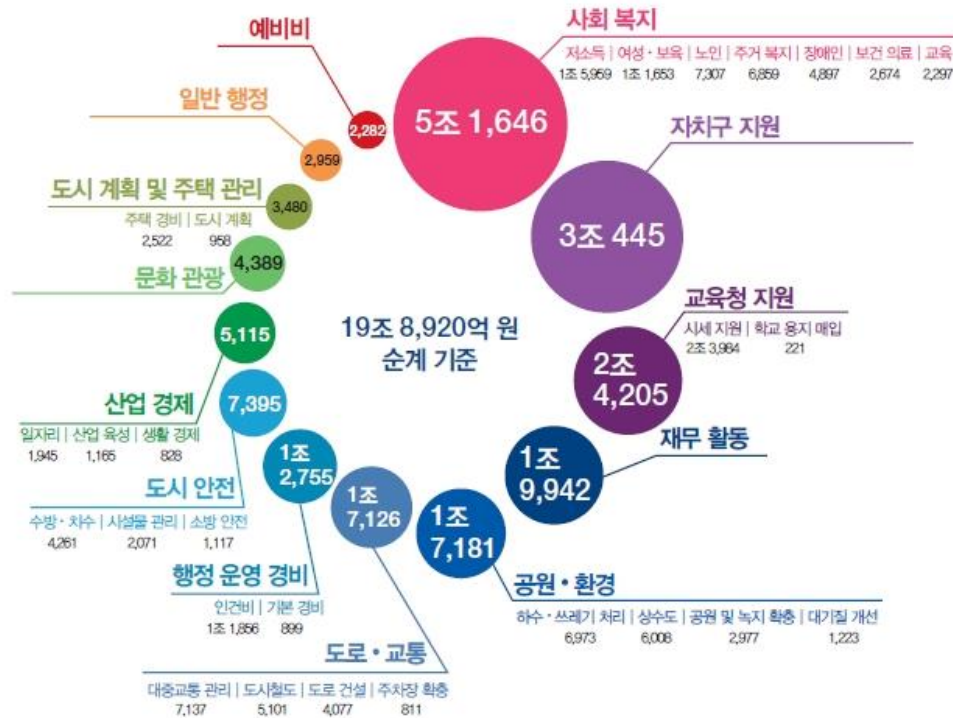 사회 복지
저소득 | 여성·보육 | 노인 | 주거 복지 | 장애인 | 보건 의료 | 교육
1조 5,959 1조 1,653 7,307 6,859 4,897 2,674 2,297
5조 1,646
자치구 지원
3조 445
교육청 지원
시세 지원 | 학교 용지 매입
2조 3,984 221
2조
4,205
재무 활동
1조
9,942
공원·환경
하수·쓰레기 처리 | 상수도 | 공원 및 녹지 확충 | 대기질 개선
6,973 6,008 2,977 1,223
1조
7,181
도로·교통
대중교통 관리 | 도시철도 | 도로 건설 | 주차장 확충
7,137 5,101 4,077 811
1조
7,126
행정 운영 경비
인건비 | 기본 경비
1조 1,856 899
1조
2,755
도시 안전
수방·치수 | 시설물 관리 | 소방 안전
4,261 2,071 1,117
7,395
산업 경제
일자리 | 산업 육성 | 생활 경제
1,945 1,165 828
5,115
문화 관광
4,389
도시 계획 및 주택 관리
주택 경비 | 도시 계획
2,522 958
3,480
일반 행정
2,959
예비비
2,282
19조 8,920억 원
순계 기준